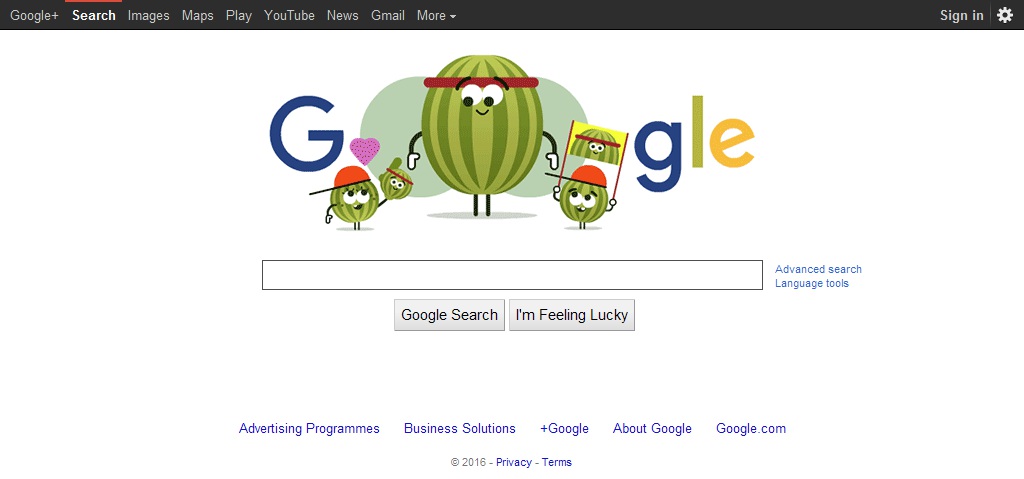 Google+ Search Images Maps Play YouTube News Gmail More Sign in
G gle
Advanced search
Language tools
Google Search I'm Feeling Lucky
Advertising Programmes Business Solutions +Google About Google Google.com
© 2016 - Privacy - Terms